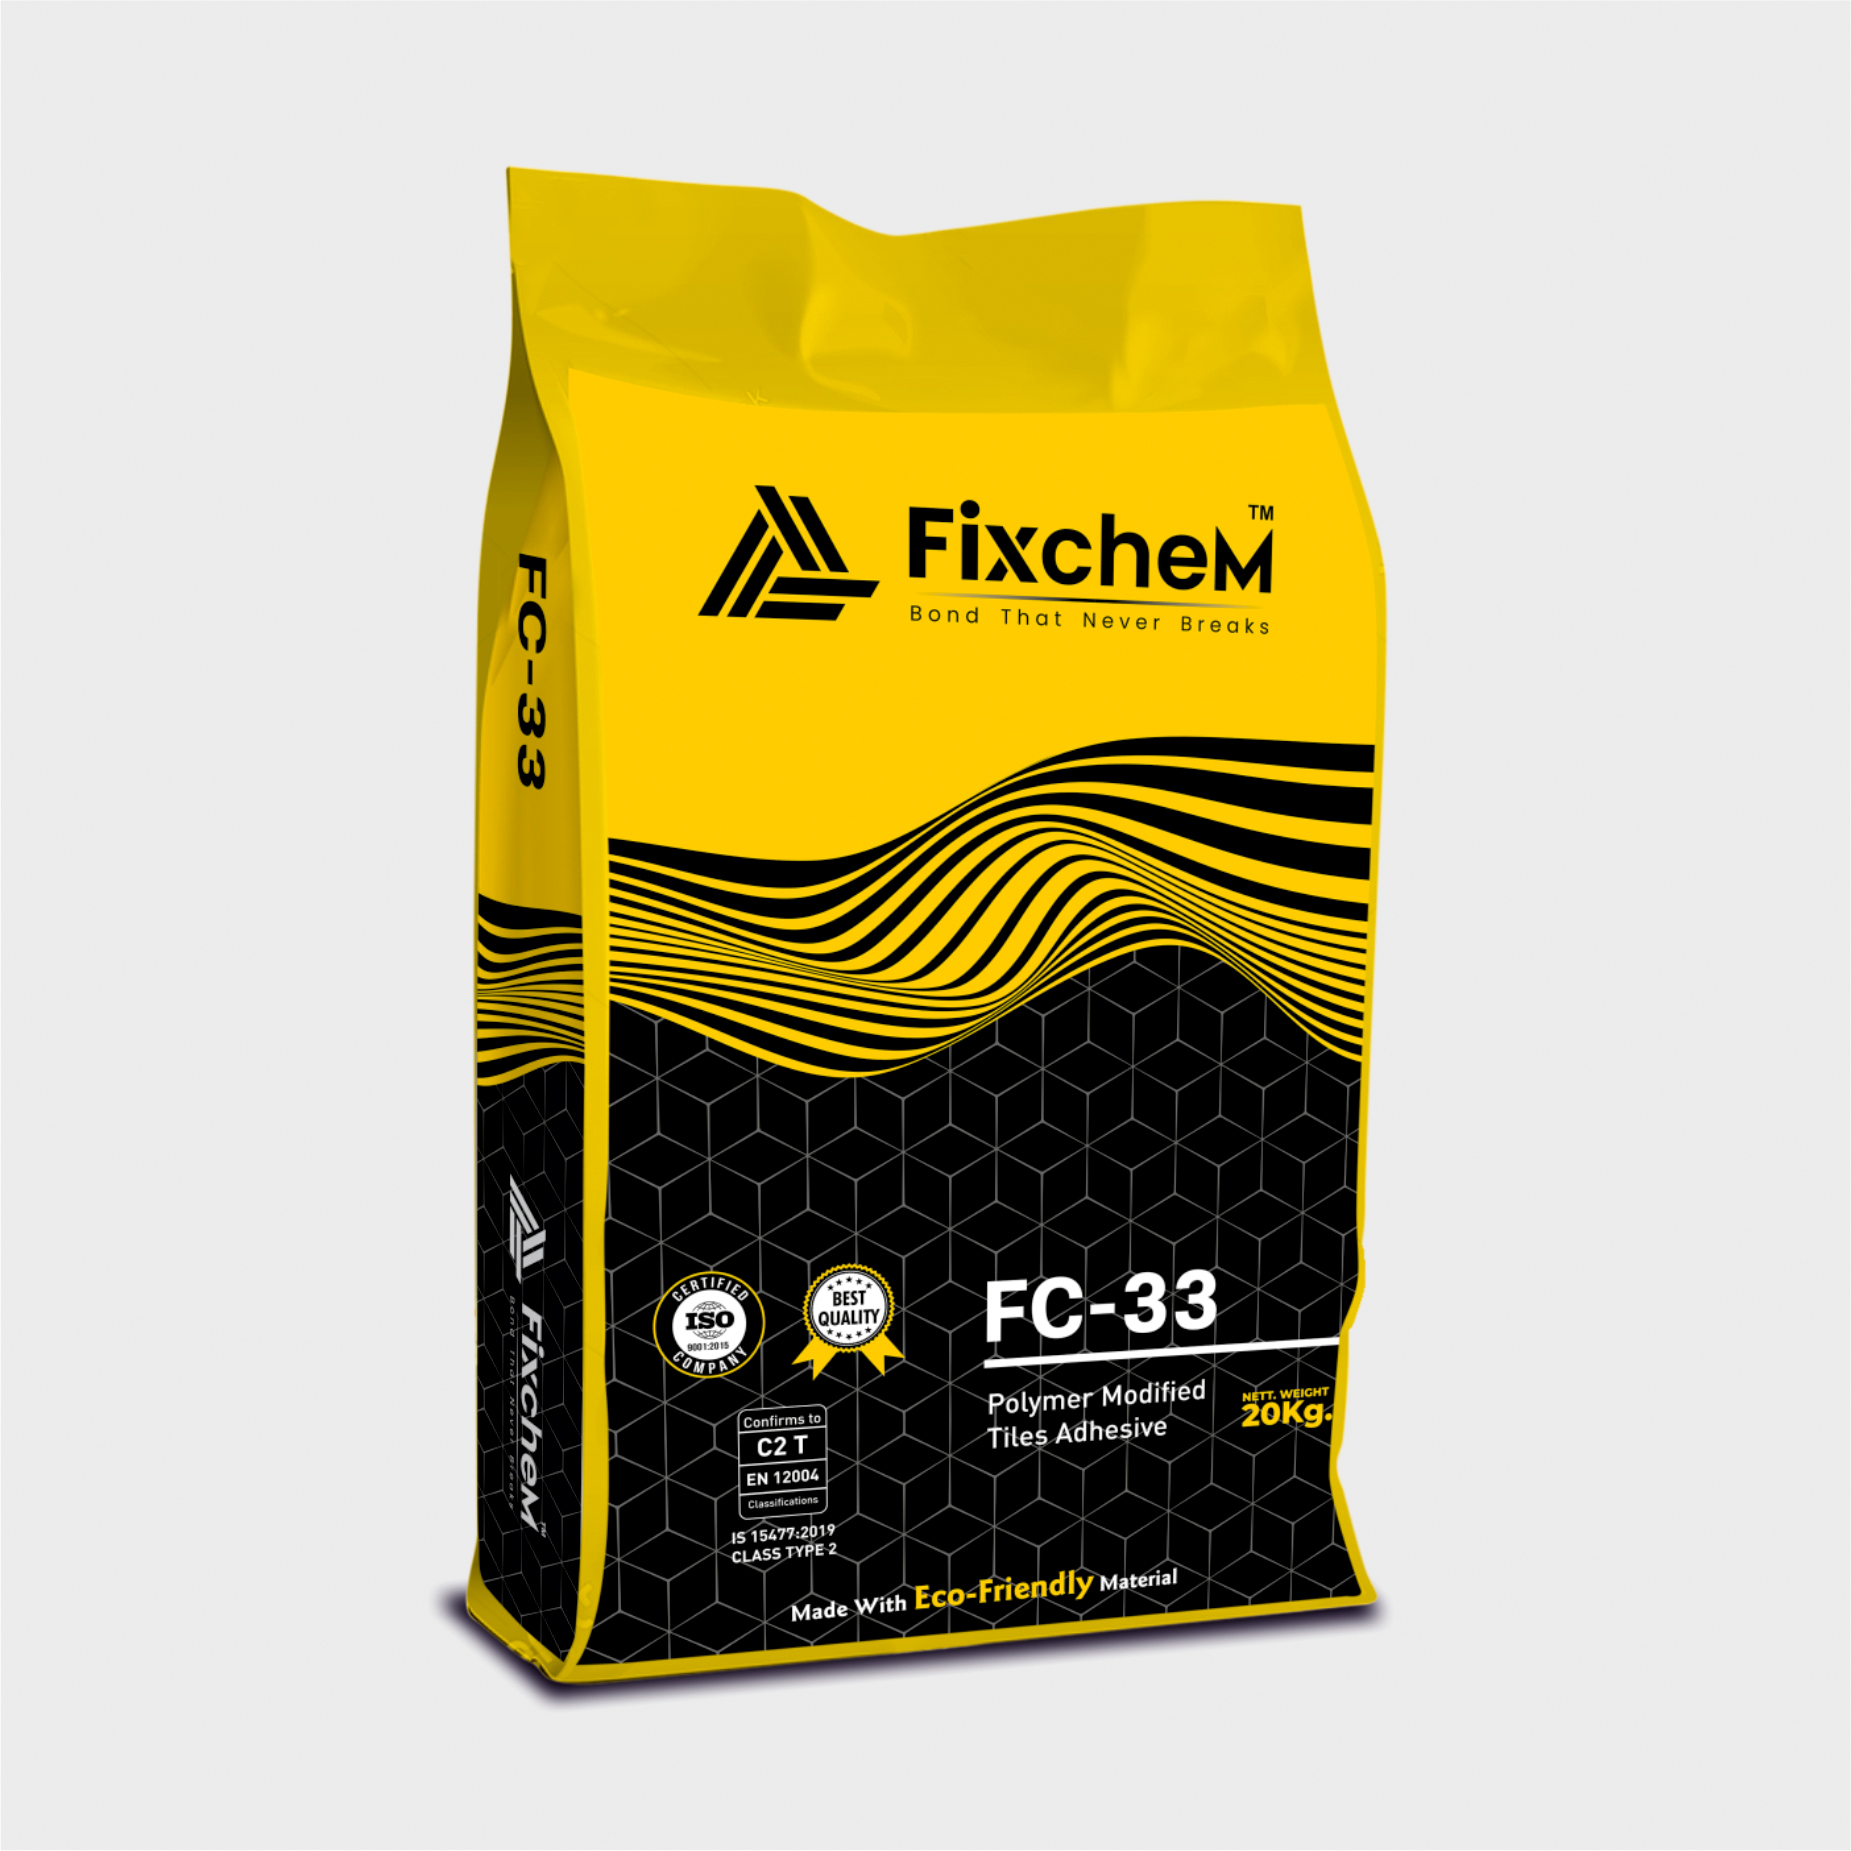 FixcheM
TM
Bond That Never Breaks
FC-33
CERTIFIED
ISO
9001:2015
COMPANY
BEST
QUALITY
FC-33
Polymer Modified
Tiles Adhesive
NETT. WEIGHT
20Kg.
Confirms to
C2 T
EN 12004
Classifications
IS 15477:2019
CLASS TYPE 2
Made With Eco-Friendly Material
FixcheM
TM
Bond That Never Breaks